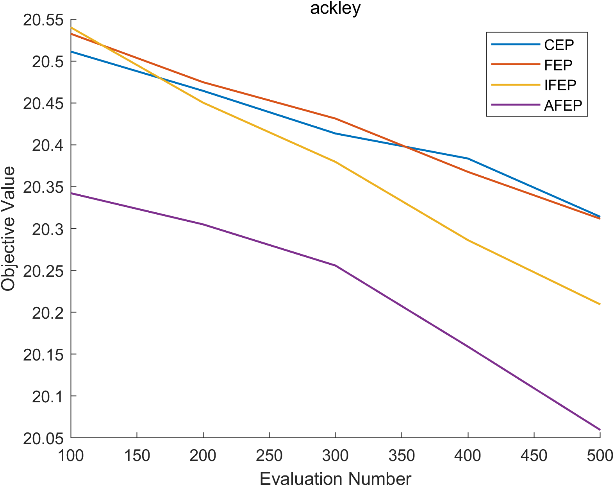 ackley
20.55
20.5
20.45
20.4
20.35
20.3
20.25
20.2
20.15
20.1
20.05
Objective Value
CEP
FEP
IFEP
AFEP
100 150 200 250 300 350 400 450 500
Evaluation Number